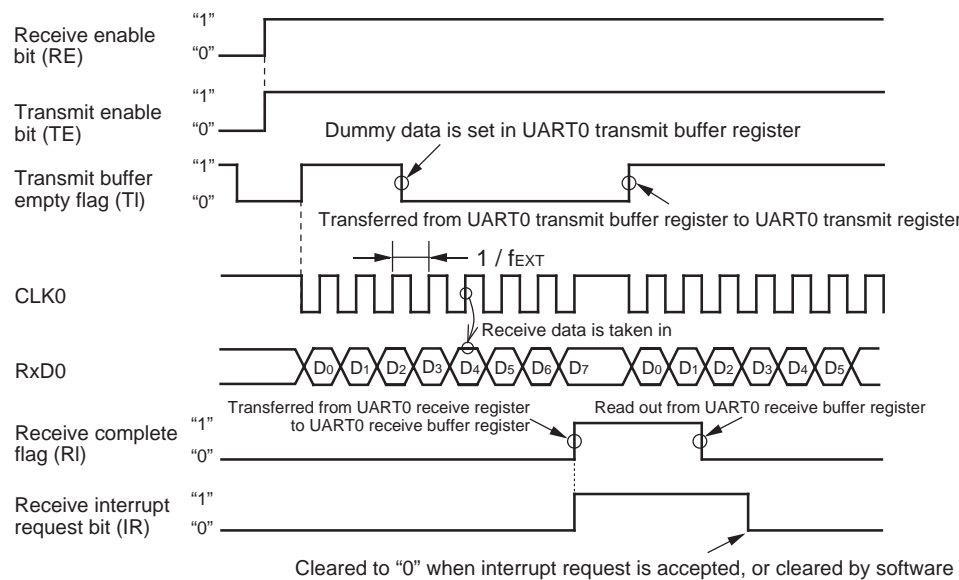 Receive enable
bit (RE)
“1”
“0”
Transmit enable
bit (TE)
“1”
“0”
Dummy data is set in UART0 transmit buffer register
Transmit buffer
empty flag (TI)
“1”
“0”
Transferred from UART0 transmit buffer register to UART0 transmit register
1 / fEXT
CLK0
Receive data is taken in
RxD0
D0 D1 D2 D3 D4 D5 D6 D7 D0 D1 D2 D3 D4 D5
Transferred from UART0 receive register
to UART0 receive buffer register
Read out from UART0 receive buffer register
Receive complete
flag (RI)
“1”
“0”
Receive interrupt
request bit (IR)
“1”
“0”
Cleared to “0” when interrupt request is accepted, or cleared by software